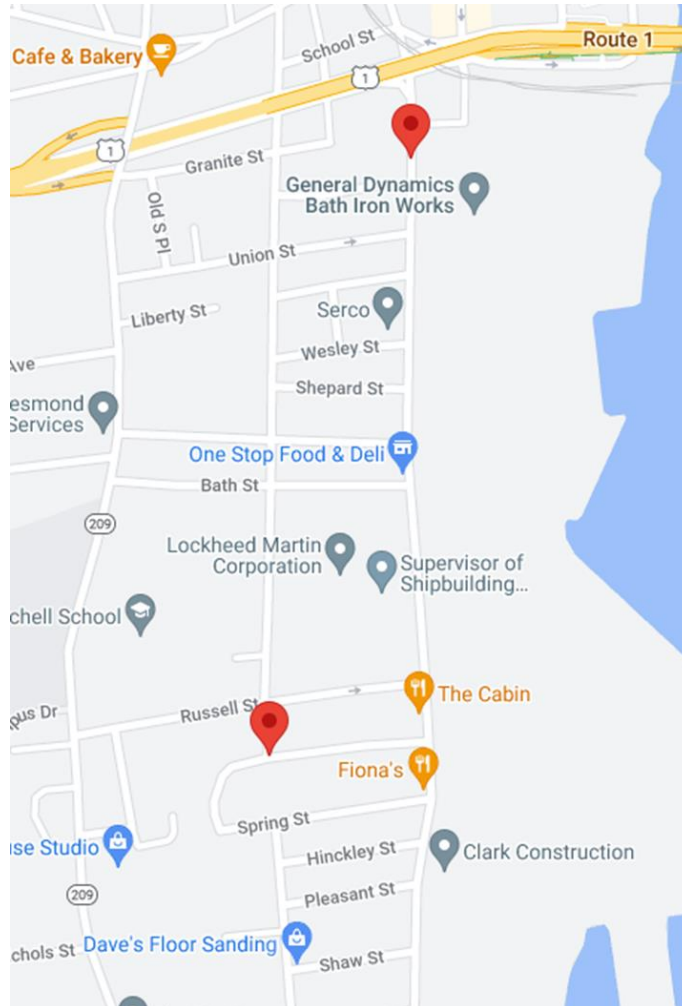 School St
Route 1
Cafe & Bakery
1
1
Granite St
General Dynamics
Bath Iron Works
Old S Pl
Union St
Liberty St
Serco
Wesley St
Ave
Shepard St
esmond
Services
One Stop Food & Deli
Bath St
209
Lockheed Martin
Corporation
Supervisor of
Shipbuilding...
chell School
The Cabin
Russell St
pus Dr
Fiona's
Spring St
use Studio
Hinckley St
Clark Construction
209
Pleasant St
chols St
Dave's Floor Sanding
Shaw St